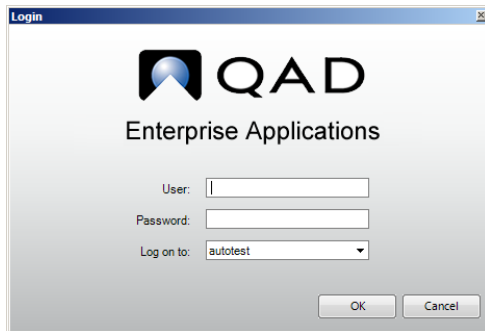 Login
QAD
Enterprise Applications
User:
Password:
Log on to: autotest
OK Cancel